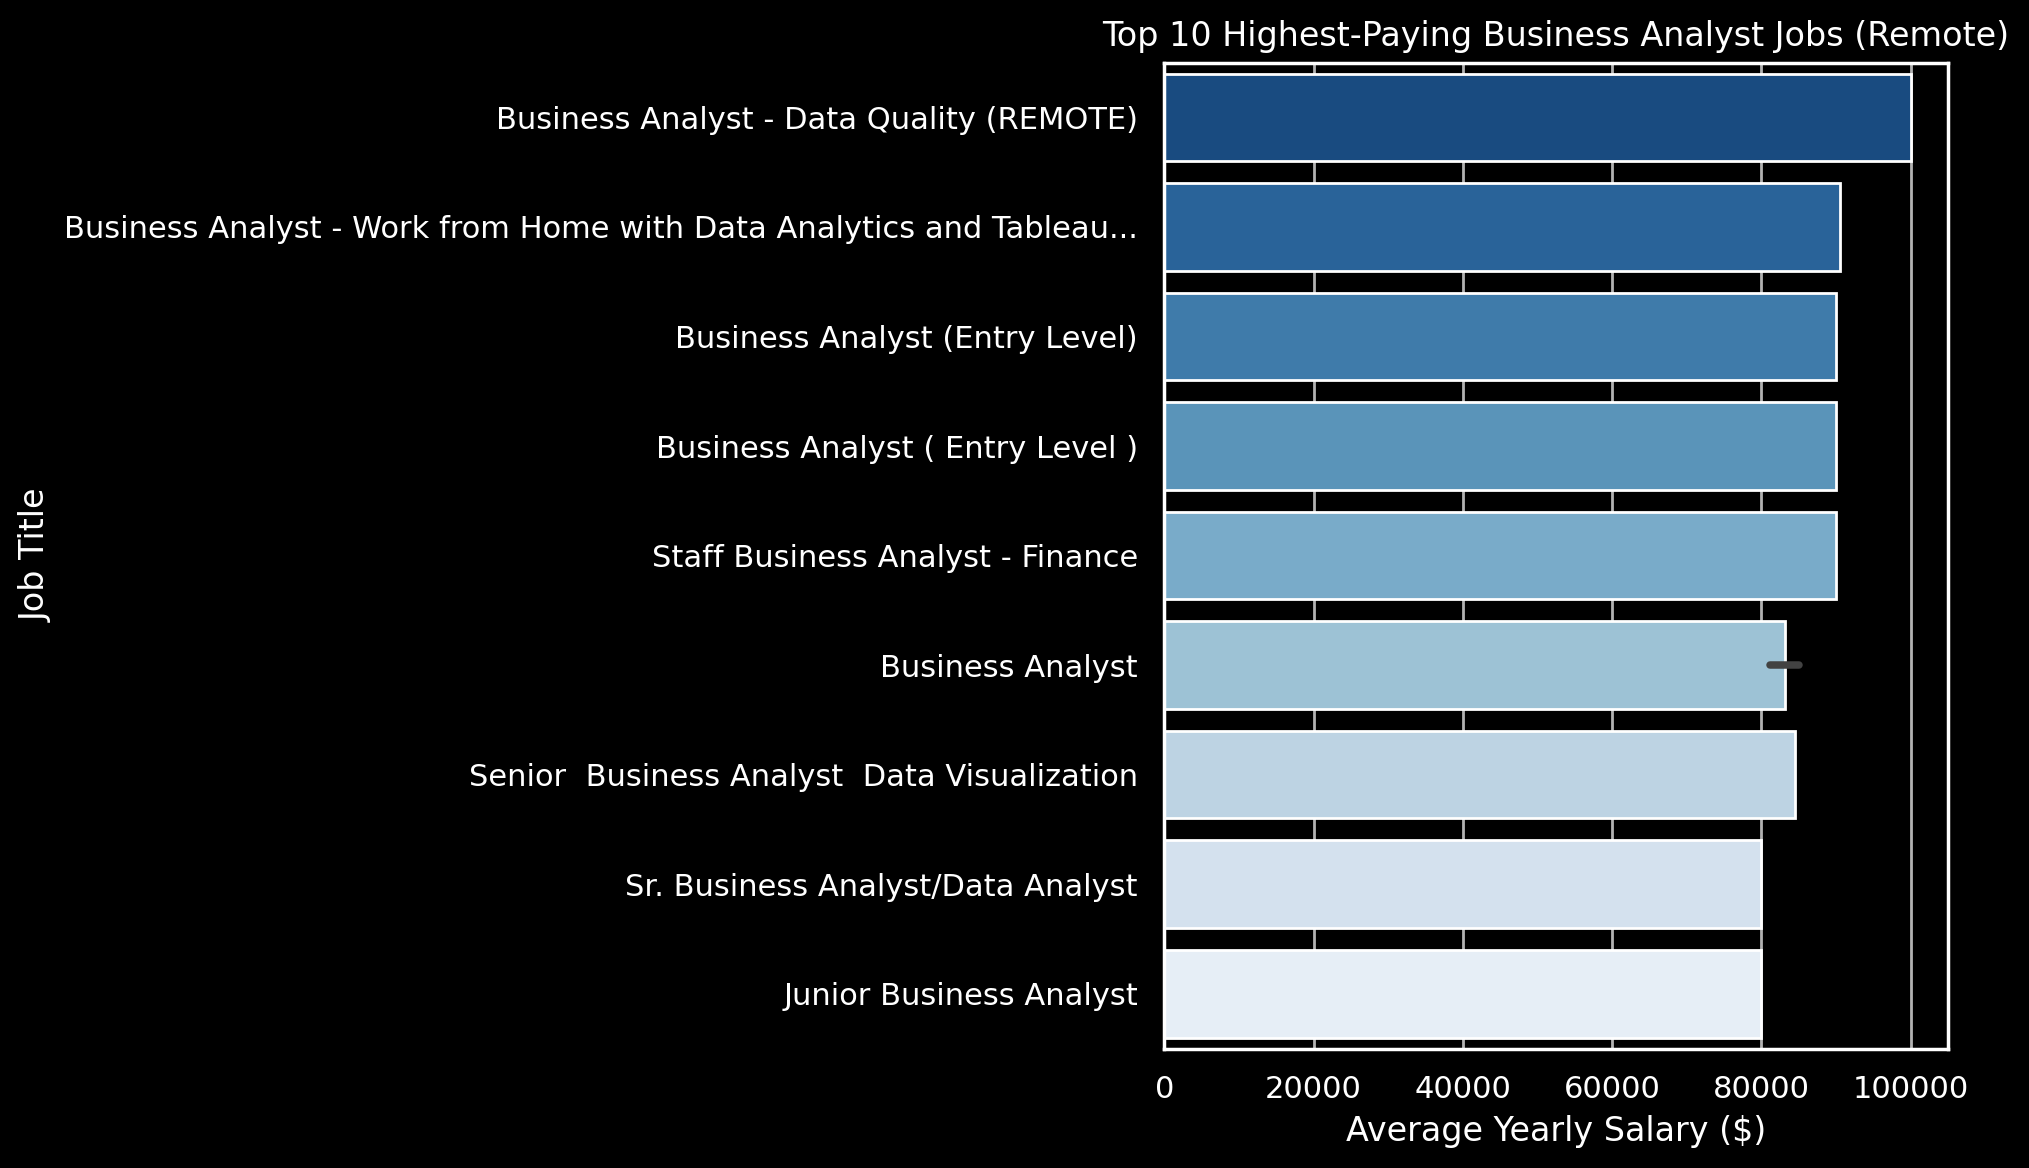 Top 10 Highest-Paying Business Analyst Jobs (Remote)
Business Analyst - Data Quality (REMOTE)
Business Analyst - Work from Home with Data Analytics and Tableau...
Business Analyst (Entry Level)
Business Analyst ( Entry Level )
Staff Business Analyst - Finance
Business Analyst
Senior  Business Analyst  Data Visualization
Sr. Business Analyst/Data Analyst
Junior Business Analyst
Job Title
0 20000 40000 60000 80000 100000
Average Yearly Salary ($)